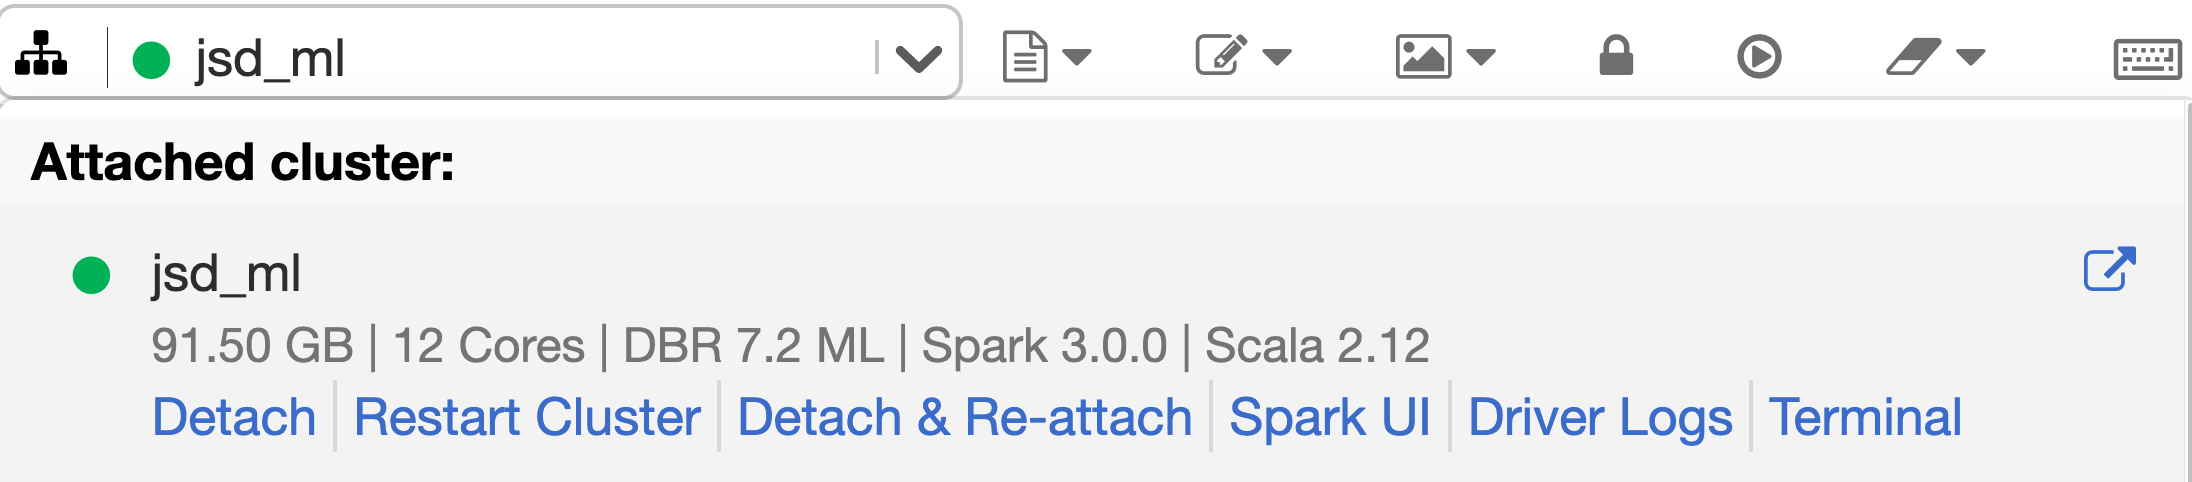 jsd_ml
Attached cluster:
jsd_ml
91.50 GB | 12 Cores | DBR 7.2 ML | Spark 3.0.0 | Scala 2.12
Detach Restart Cluster Detach & Re-attach Spark UI Driver Logs Terminal